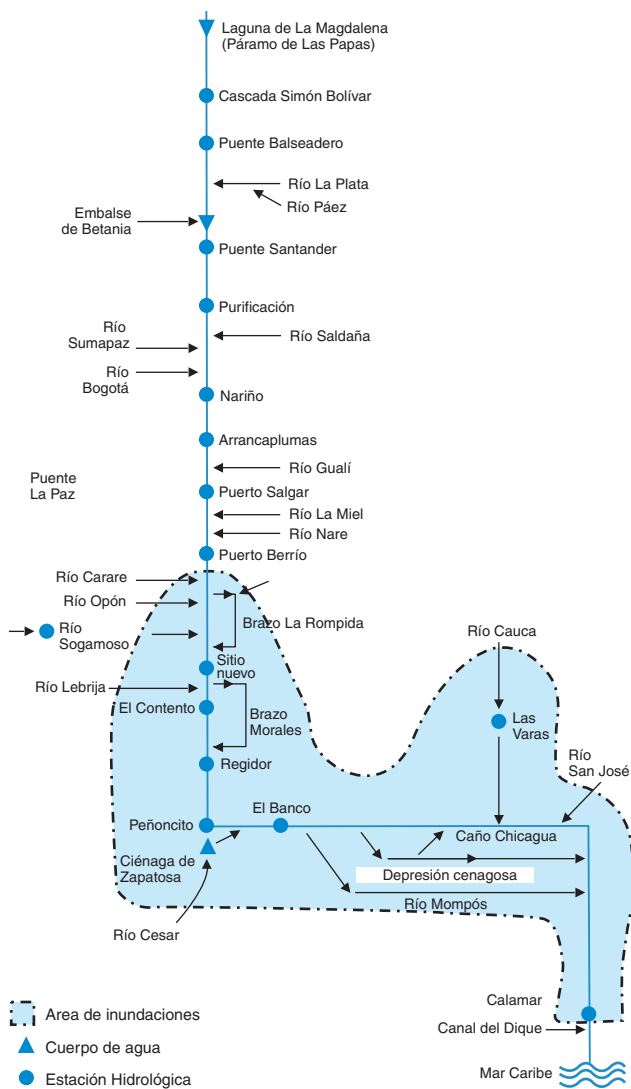 Laguna de La Magdalena
(Páramo de Las Papas)
Cascada Simón Bolívar
Puente Balseadero
Río La Plata
Río Páez
Embalse
de Betania
Puente Santander
Purificación
Río
Sumapaz
Río Saldaña
Río
Bogotá
Nariño
Arrancaplumas
Río Gualí
Puente
La Paz
Puerto Salgar
Río La Miel
Río Nare
Puerto Berrío
Río Carare
Río Opón
Brazo La Rompida
Río
Sogamoso
Río Cauca
Sitio
nuevo
Río Lebrija
El Contento
Brazo
Morales
Las
Varas
Regidor
Río
San José
Peñoncito
El Banco
Caño Chicagua
Ciénaga de
Zapatosa
Depresión cenagosa
Río Mompós
Río Cesar
Calamar
Canal del Dique
Mar Caribe
Area de inundaciones
Cuerpo de agua
Estación Hidrológica